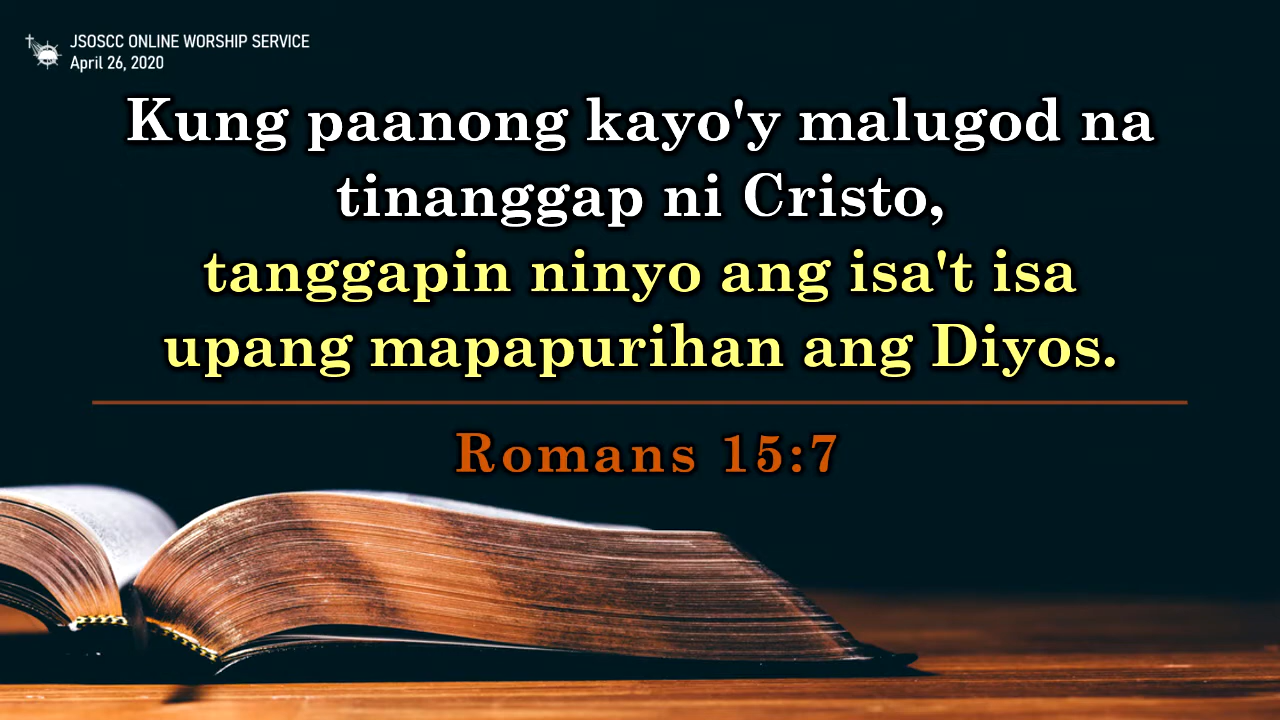 JSOSCC ONLINE WORSHIP SERVICE
April 26, 2020
Kung paanong kayo'y malugod na
tinanggap ni Cristo,
tanggapin ninyo ang isa't isa
upang mapapurihan ang Diyos.
Romans 15:7